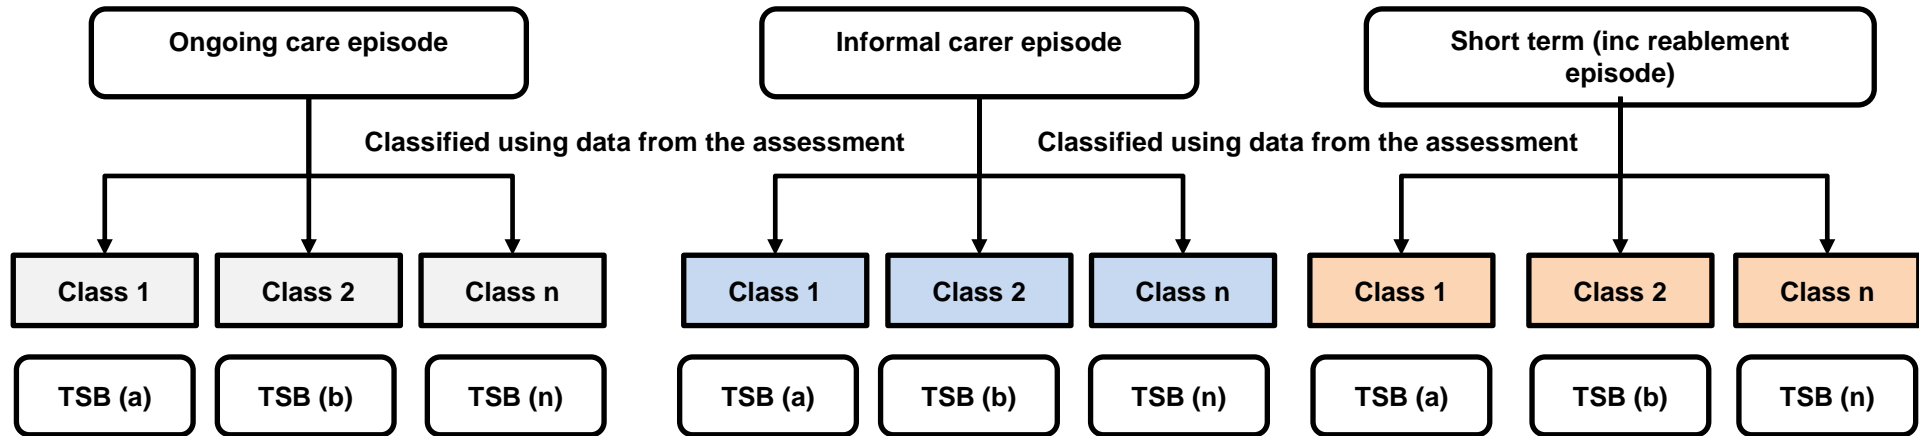 Ongoing care episode
Informal carer episode
Short term (inc reablement
episode)
Classified using data from the assessment
Classified using data from the assessment
Class 1
Class 2
Class n
Class 1
Class 2
Class n
Class 1
Class 2
Class n
TSB (a)
TSB (b)
TSB (n)
TSB (a)
TSB (b)
TSB (n)
TSB (a)
TSB (b)
TSB (n)